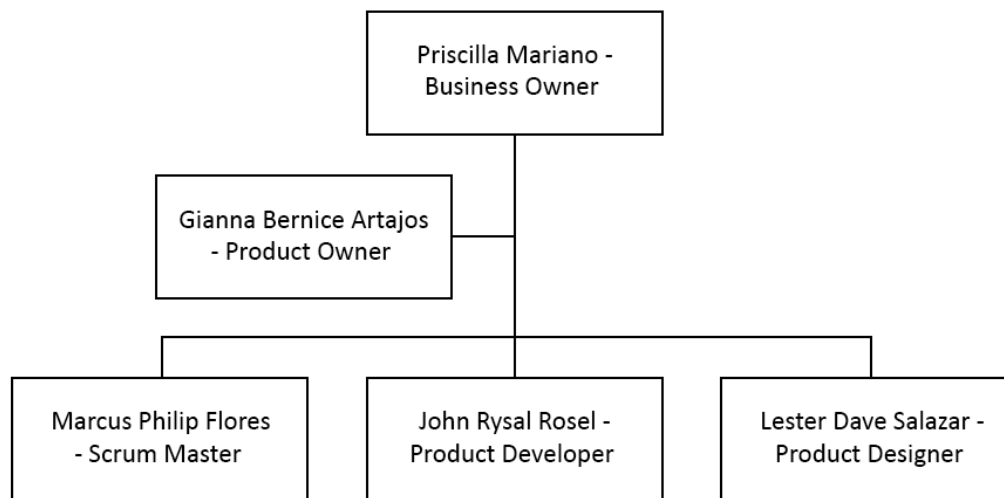 Priscilla Mariano -
Business Owner
Gianna Bernice Artajos
- Product Owner
Marcus Philip Flores
- Scrum Master
John Rysal Rosel -
Product Developer
Lester Dave Salazar -
Product Designer